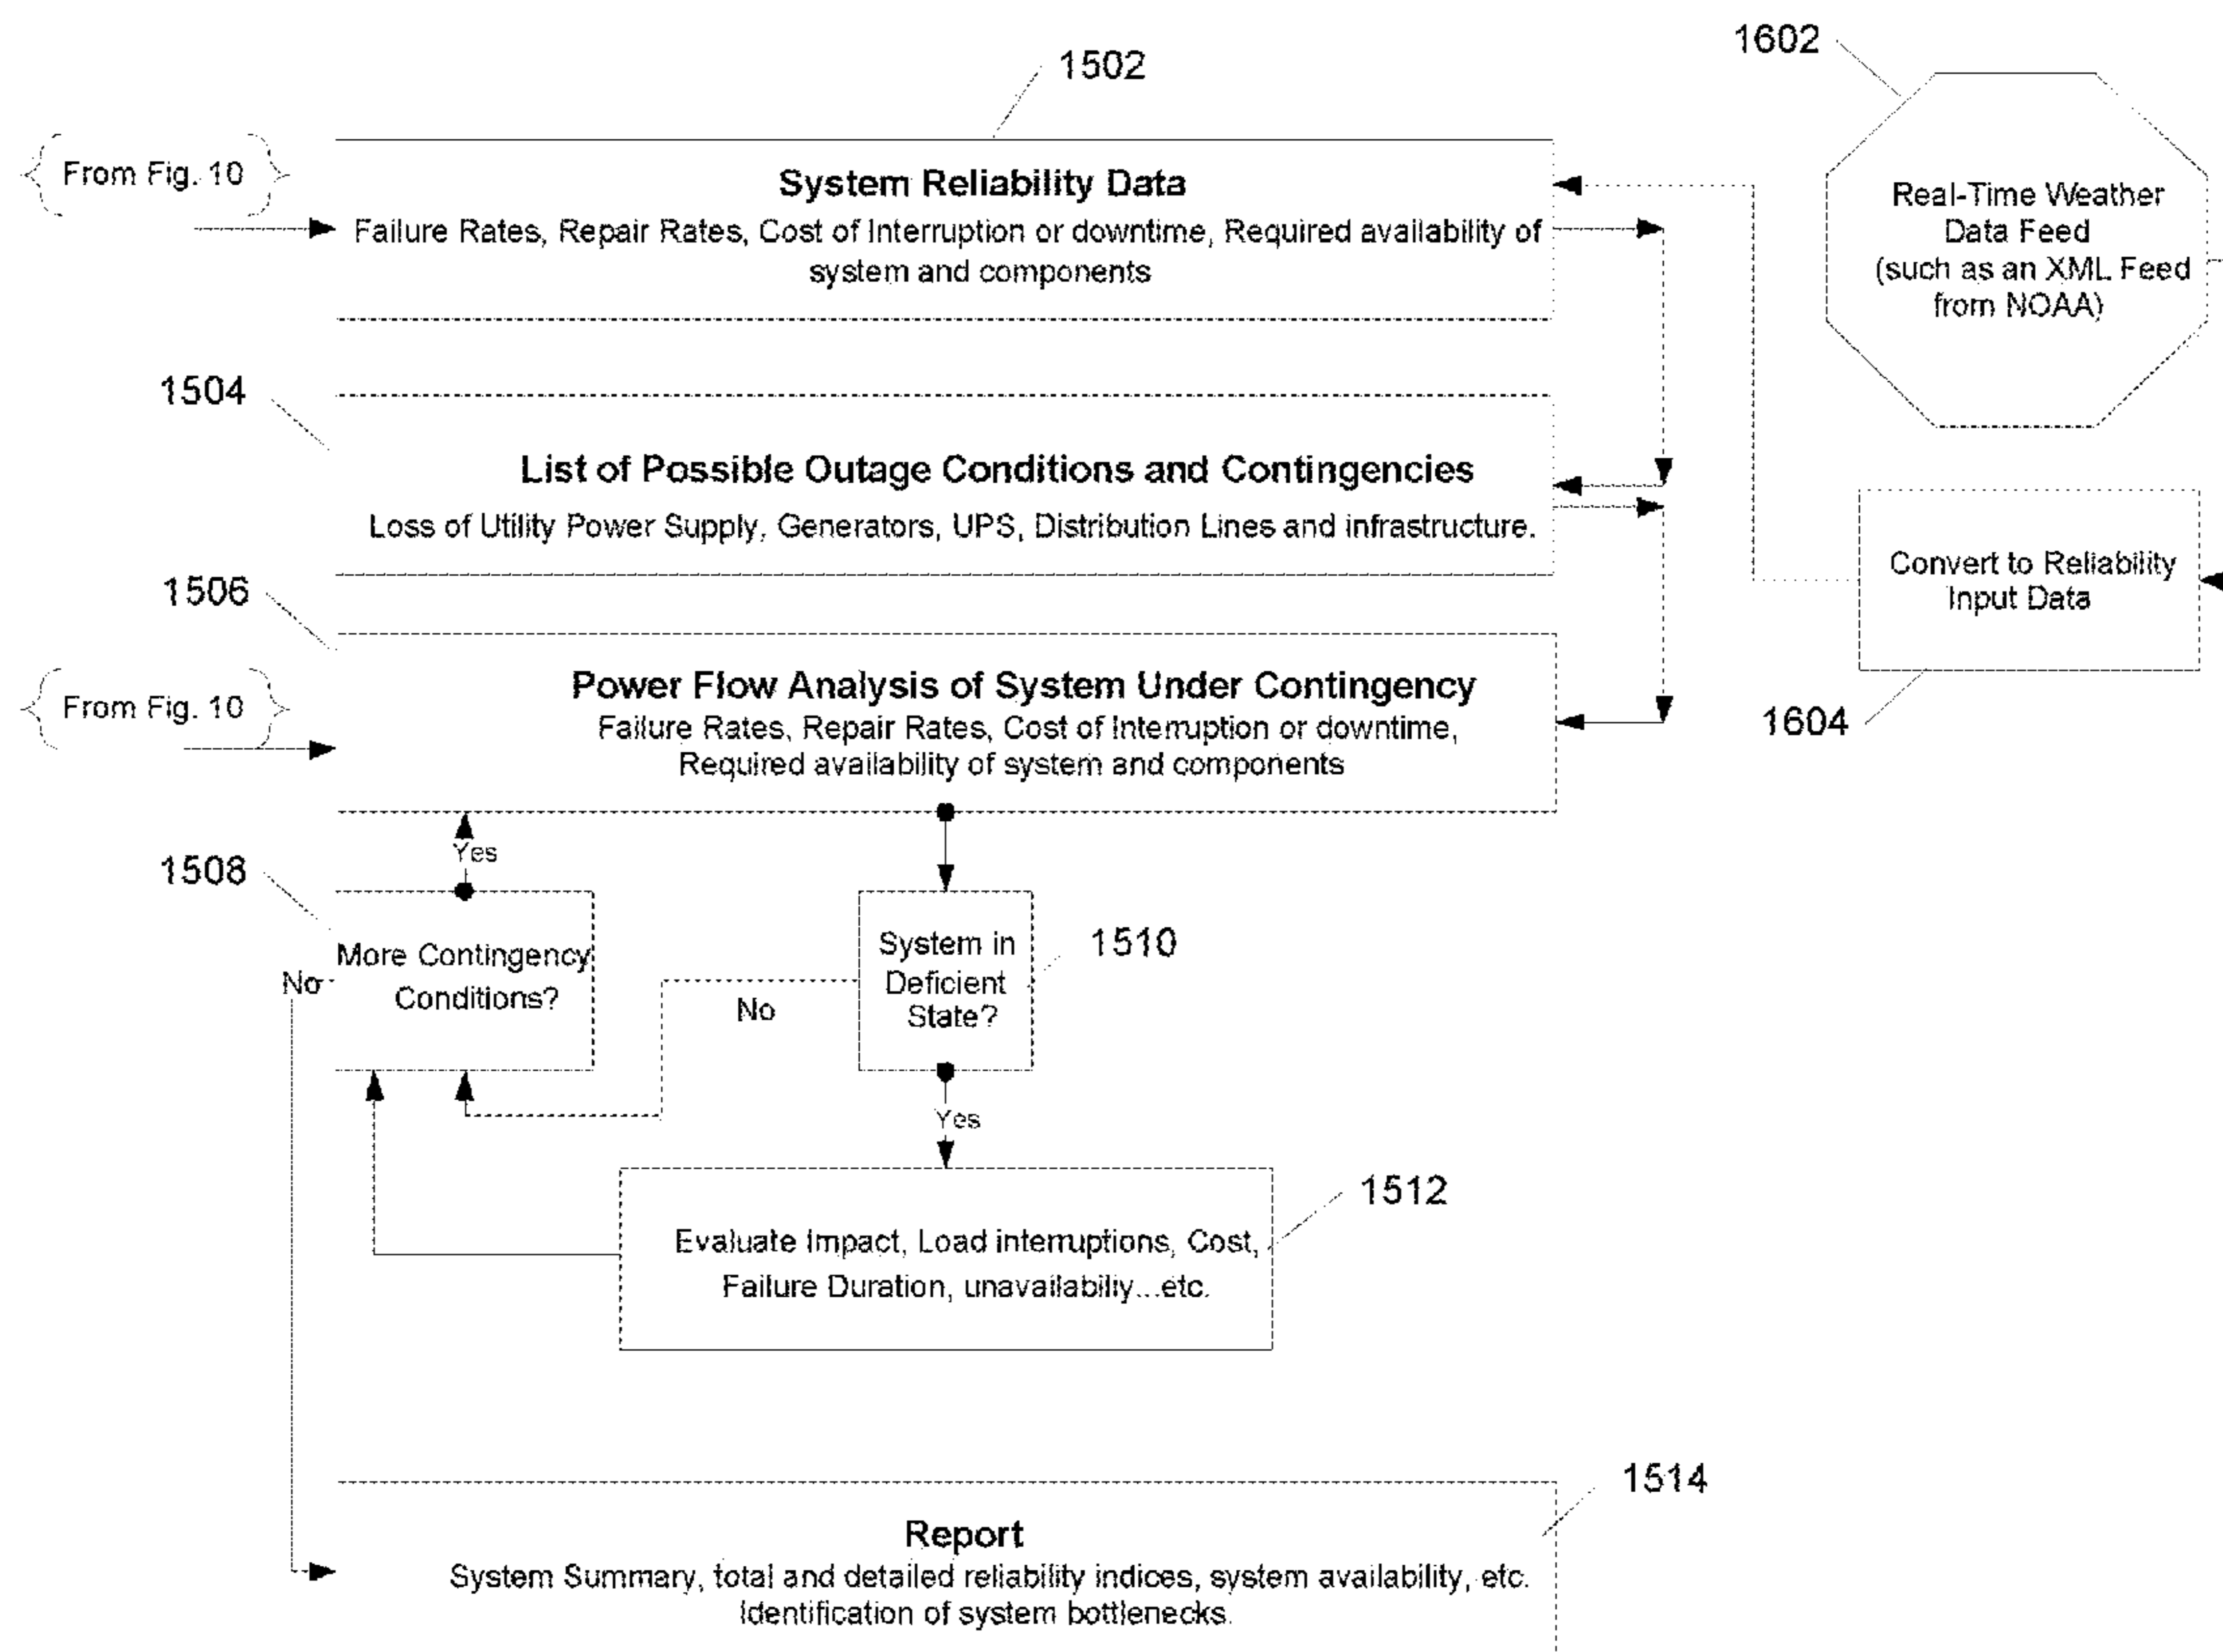 1602
1502
From Fig. 10
System Reliability Data
Failure Rates, Repair Rates, Cost of Interruption or downtime, Required availability of
system and components
Real-Time Weather
Data Feed
(such as an XML Feed
from NOAA)
1504
List of Possible Outage Conditions and Contingencies
Loss of Utility Power Supply, Generators, UPS, Distribution Lines and infrastructure.
Convert to Reliability
Input Data
1604
1506
From Fig. 10
Power Flow Analysis of System Under Contingency
Failure Rates, Repair Rates, Cost of Interruption or downtime,
Required availability of system and components
Yes
1508
More Contingency
Conditions?
No
No
System in
Deficient
State?
1510
Yes
1512
Evaluate Impact, Load interruptions, Cost,
Failure Duration, unavailabiliy...etc.
1514
Report
System Summary, total and detailed reliability indices, system availability, etc.
Identification of system bottlenecks.